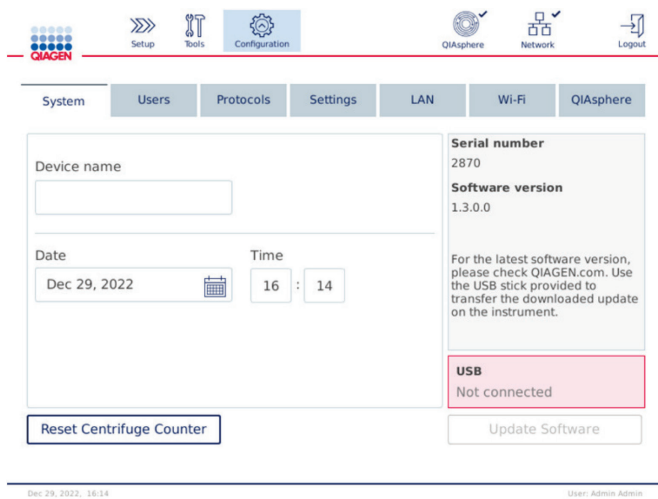 QIAGEN
Setup
Tools
Configuration
QIAsphere
Network
Logout
System
Users
Protocols
Settings
LAN
Wi-Fi
QIAsphere
Device name
Date
Time
Dec 29, 2022
16 : 14
Serial number
2870
Software version
1.3.0.0
For the latest software version,
please check QIAGEN.com. Use
the USB stick provided to
transfer the downloaded update
on the instrument.
USB
Not connected
Reset Centrifuge Counter
Update Software
Dec 29, 2022, 16:14
User: Admin Admin